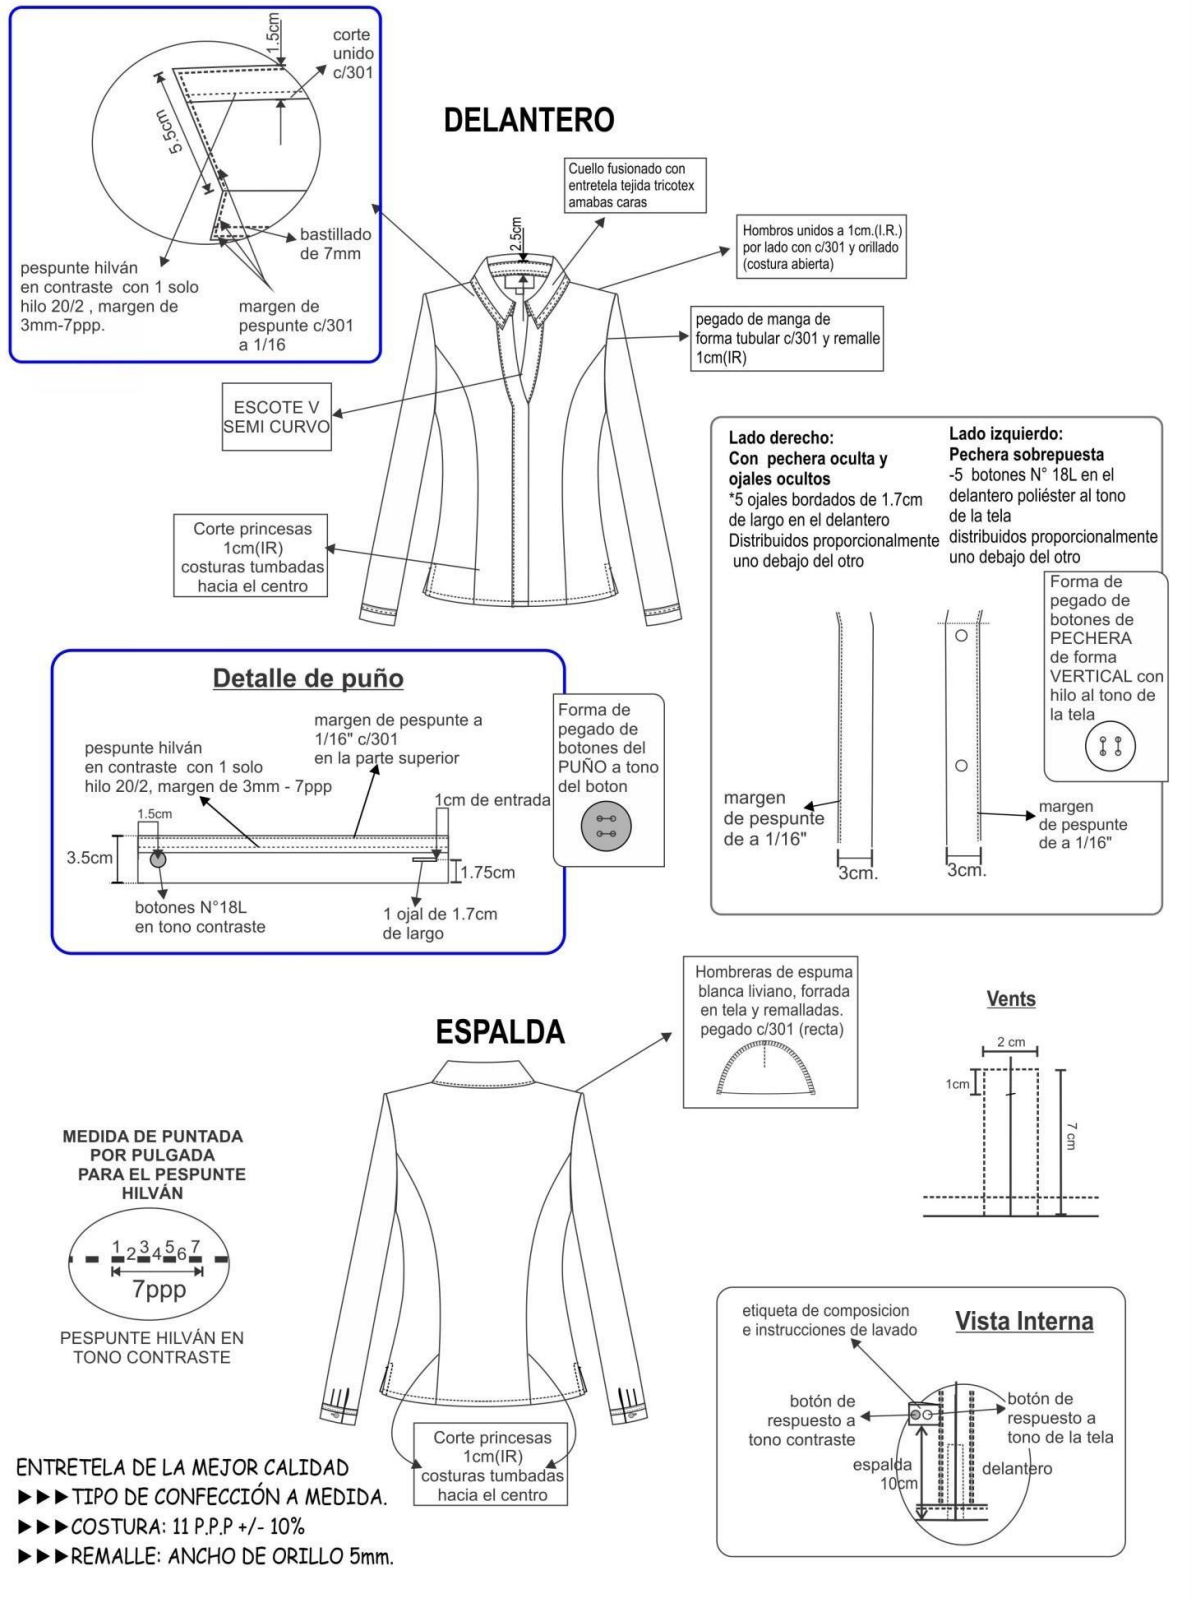 1.5cm
corte
unido
c/301
5.5cm
bastillado
de 7mm
pespunte hilván
en contraste con 1 solo
hilo 20/2 , margen de
3mm-7ppp.
margen de
pespunte c/301
a 1/16
DELANTERO
Cuello fusionado con
entretela tejida tricotex
amabas caras
2.5cm
Hombros unidos a 1cm.(I.R.)
por lado con c/301 y orillado
(costura abierta)
pegado de manga de
forma tubular c/301 y remalle
1cm(IR)
ESCOTE V
SEMI CURVO
Corte princesas
1cm(IR)
costuras tumbadas
hacia el centro
Lado derecho:
Con pechera oculta y
ojales ocultos
*5 ojales bordados de 1.7cm
de largo en el delantero
Distribuidos proporcionalmente
uno debajo del otro
Lado izquierdo:
Pechera sobrepuesta
-5 botones N° 18L en el
delantero poliéster al tono
de la tela
distribuidos proporcionalmente
uno debajo del otro
Forma de
pegado de
botones de
PECHERA
de forma
VERTICAL con
hilo al tono de
la tela
margen
de pespunte
de a 1/16"
3cm.
3cm.
margen
de pespunte
de a 1/16"
Detalle de puño
margen de pespunte a
1/16" c/301
en la parte superior
pespunte hilván
en contraste con 1 solo
hilo 20/2, margen de 3mm - 7ppp
1.5cm
1cm de entrada
3.5cm
1.75cm
botones N°18L
en tono contraste
1 ojal de 1.7cm
de largo
Forma de
pegado de
botones del
PUÑO a tono
del boton
ESPALDA
Hombreras de espuma
blanca liviano, forrada
en tela y remalladas.
pegado c/301 (recta)
Vents
2 cm
1cm
7 cm
MEDIDA DE PUNTADA
POR PULGADA
PARA EL PESPUNTE
HILVÁN
1 2 3 4 5 6 7
7ppp
PESPUNTE HILVÁN EN
TONO CONTRASTE
Corte princesas
1cm(IR)
costuras tumbadas
hacia el centro
etiqueta de composicion
e instrucciones de lavado
Vista Interna
botón de
respuesto a
tono contraste
botón de
respuesto a
tono de la tela
espalda
10cm
delantero
ENTRETELA DE LA MEJOR CALIDAD
►►►TIPO DE CONFECCIÓN A MEDIDA.
►►►COSTURA: 11 P.P.P +/- 10%
►►►REMALLE: ANCHO DE ORILLO 5mm.